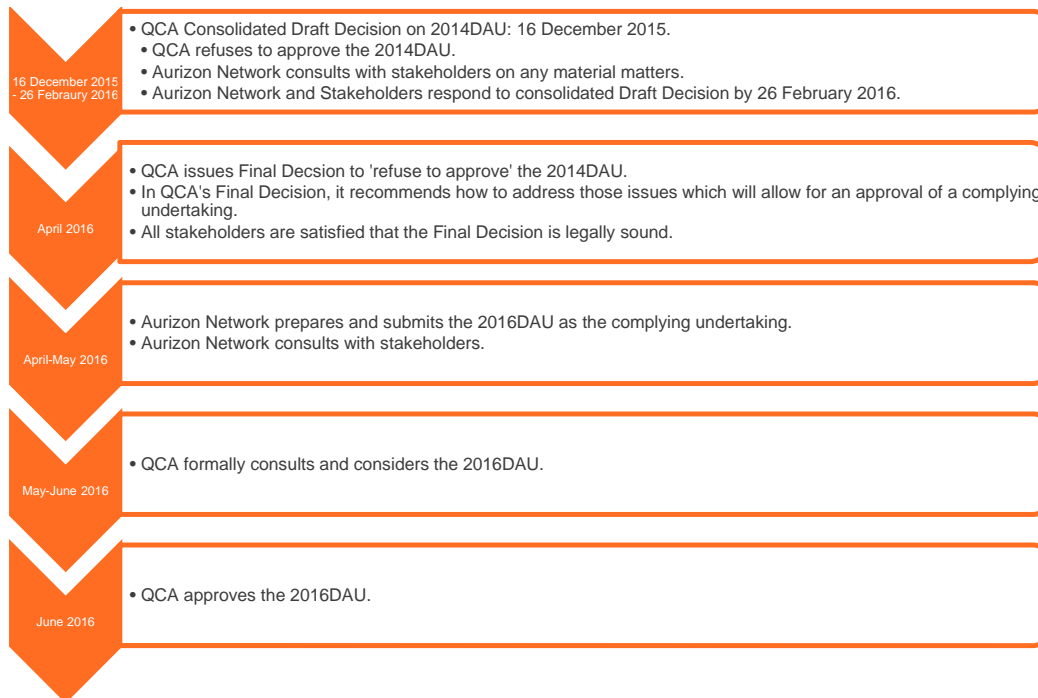 16 December 2015
- 26 Febraury 2016
• QCA Consolidated Draft Decision on 2014DAU: 16 December 2015.
• QCA refuses to approve the 2014DAU.
• Aurizon Network consults with stakeholders on any material matters.
• Aurizon Network and Stakeholders respond to consolidated Draft Decision by 26 February 2016.
April 2016
• QCA issues Final Decsion to 'refuse to approve' the 2014DAU.
• In QCA's Final Decision, it recommends how to address those issues which will allow for an approval of a complying
undertaking.
• All stakeholders are satisfied that the Final Decision is legally sound.
April-May 2016
• Aurizon Network prepares and submits the 2016DAU as the complying undertaking.
• Aurizon Network consults with stakeholders.
May-June 2016
• QCA formally consults and considers the 2016DAU.
June 2016
• QCA approves the 2016DAU.